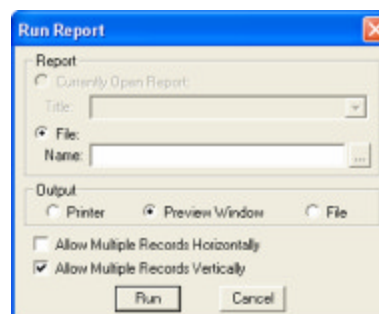 Run Report
Report
Currently Open Report:
Title:
File:
Name:
...
Output
Printer Preview Window File
Allow Multiple Records Horizontally
Allow Multiple Records Vertically
Run Cancel